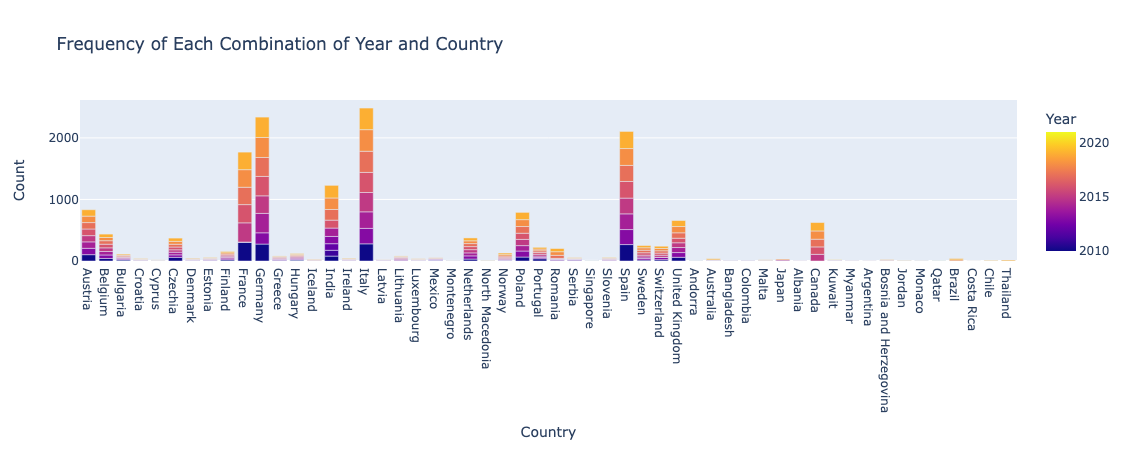 Frequency of Each Combination of Year and Country
Year
2020
2015
2010
Count
2000
1000
0
Austria
Belgium
Bulgaria
Croatia
Cyprus
Czechia
Denmark
Estonia
Finland
France
Germany
Greece
Hungary
Iceland
India
Ireland
Italy
Latvia
Lithuania
Luxembourg
Mexico
Montenegro
Netherlands
North Macedonia
Norway
Poland
Portugal
Romania
Serbia
Singapore
Slovenia
Spain
Sweden
Switzerland
United Kingdom
Andorra
Australia
Bangladesh
Colombia
Malta
Japan
Albania
Canada
Kuwait
Myanmar
Argentina
Bosnia and Herzegovina
Jordan
Monaco
Qatar
Brazil
Costa Rica
Chile
Thailand
Country